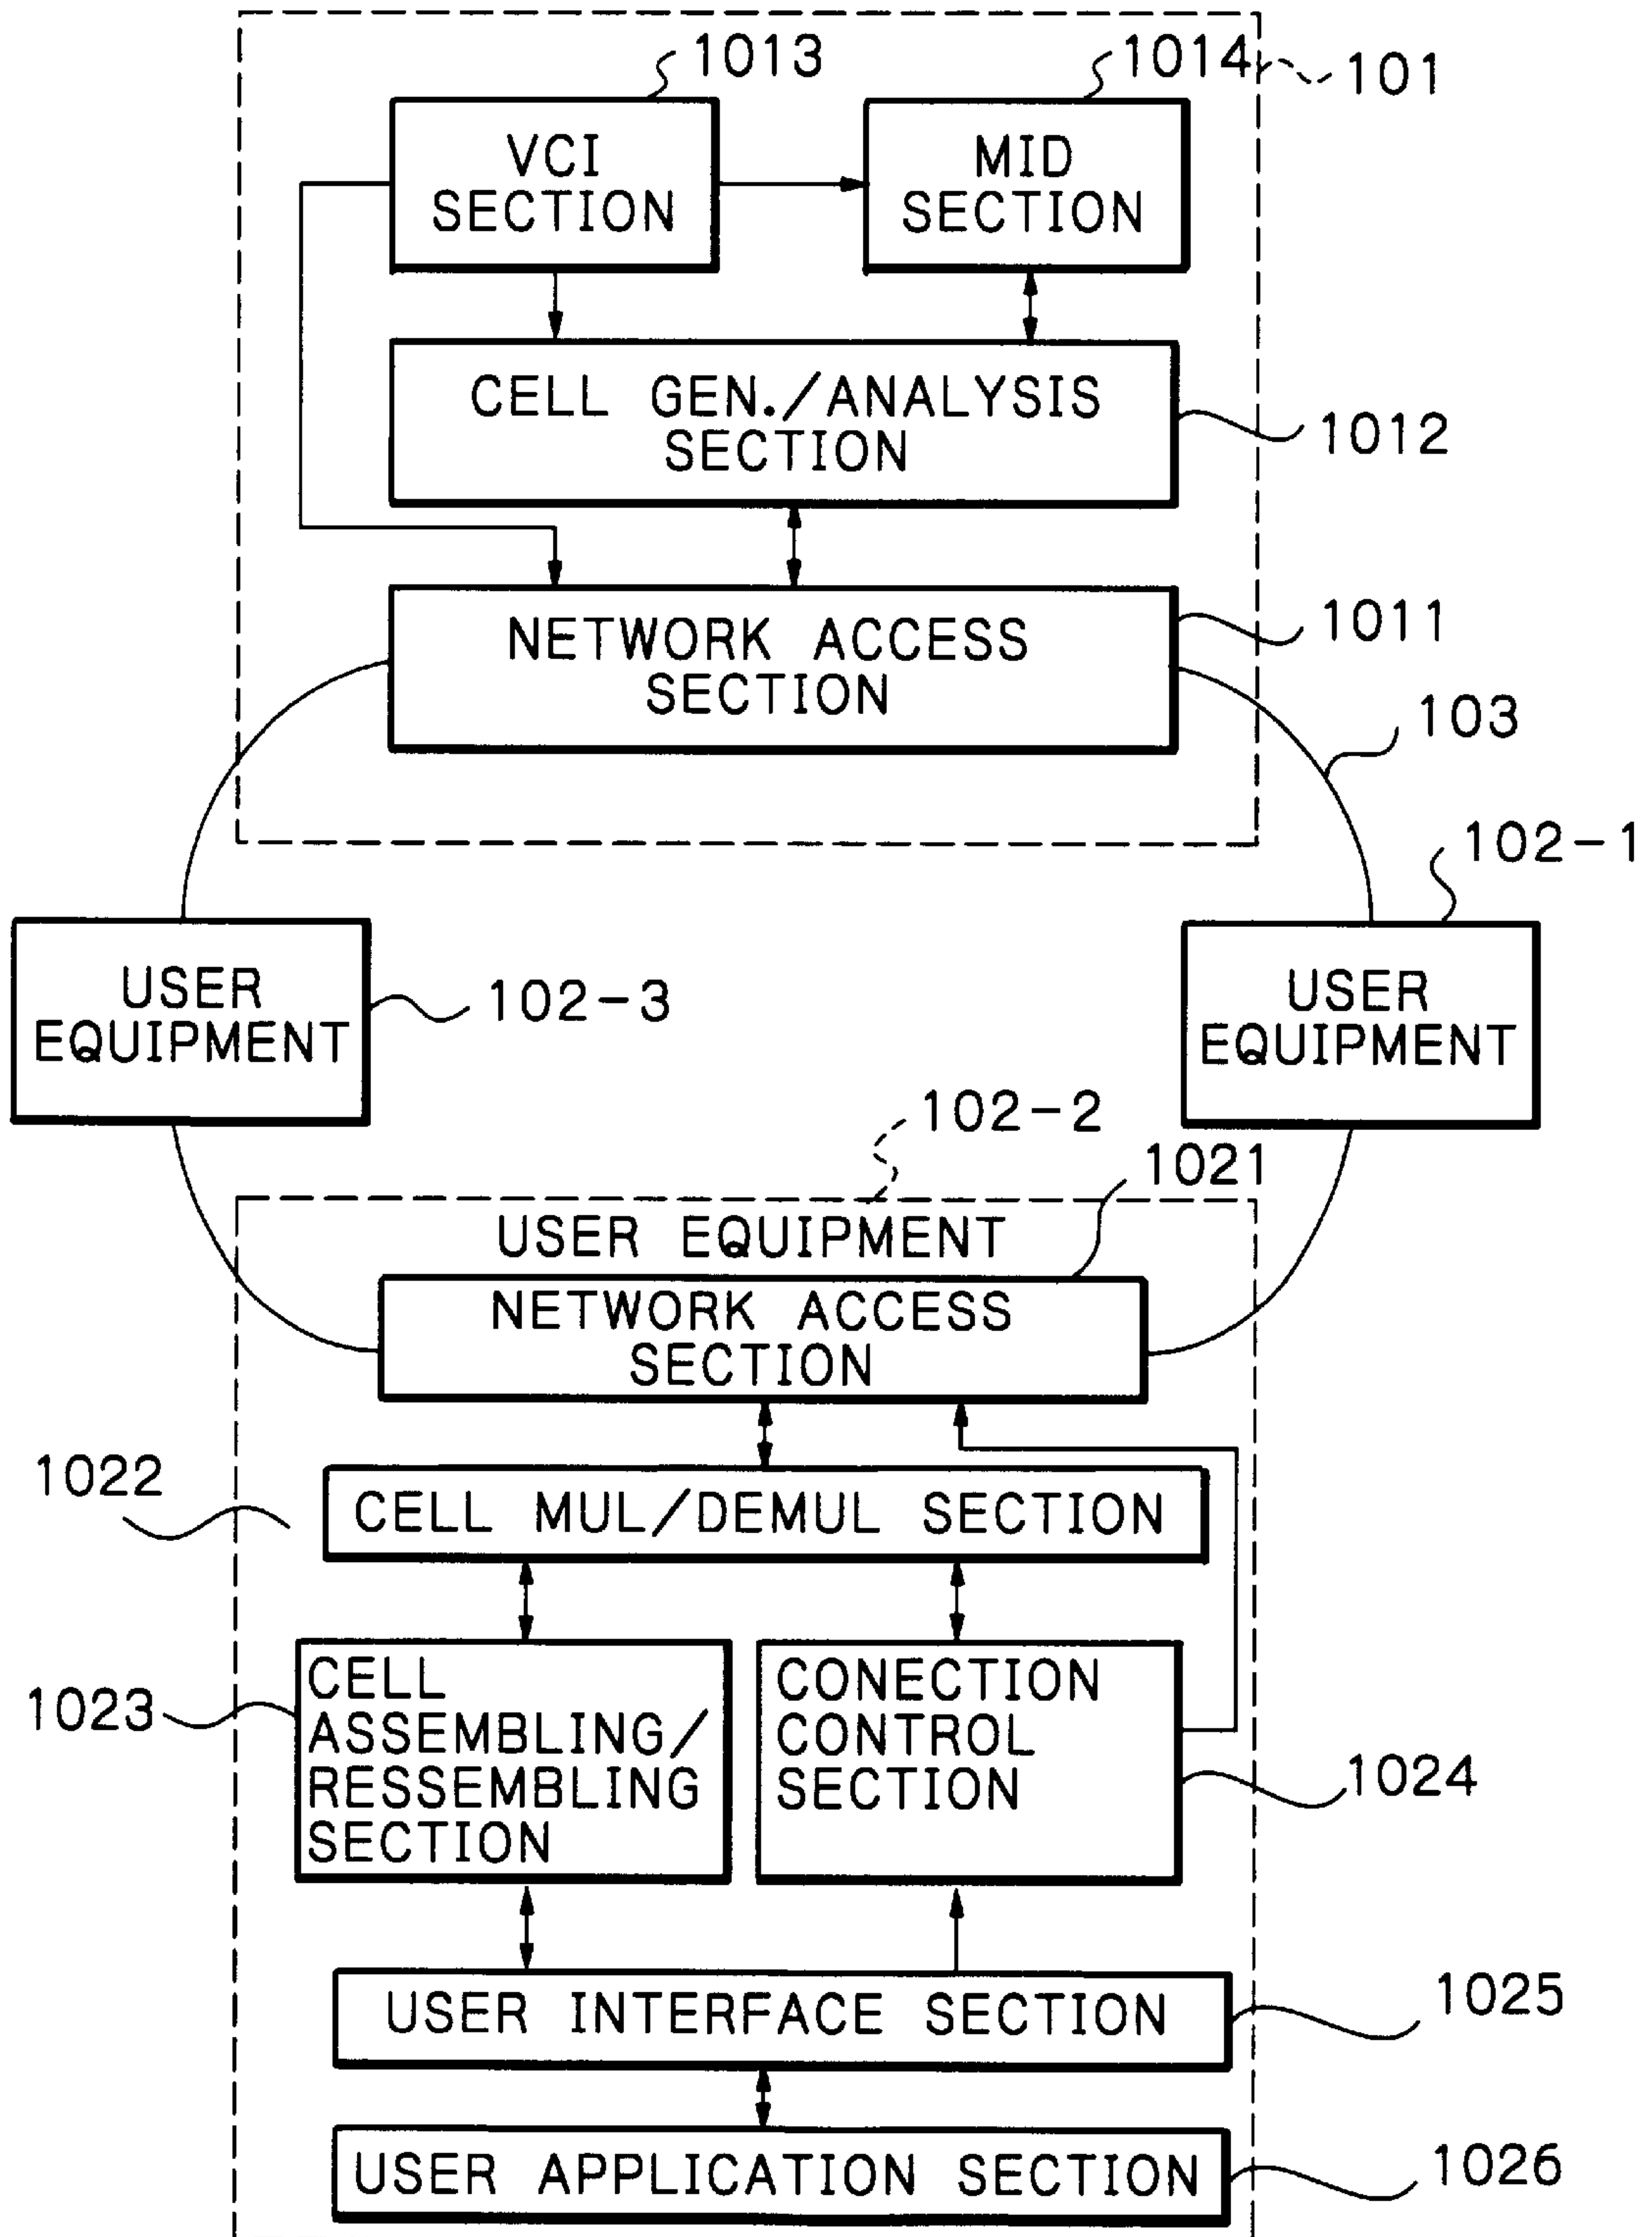 1013
1014
101
VCI
SECTION
MID
SECTION
CELL GEN./ANALYSIS
SECTION
1012
NETWORK ACCESS
SECTION
1011
103
102-1
USER
EQUIPMENT
102-3
USER
EQUIPMENT
102-2
1021
USER EQUIPMENT
NETWORK ACCESS
SECTION
1022
CELL MUL/DEMUL SECTION
1023
CELL
ASSEMBLING/
RESSEMBLING
SECTION
CONECTION
CONTROL
SECTION
1024
USER INTERFACE SECTION
1025
USER APPLICATION SECTION
1026